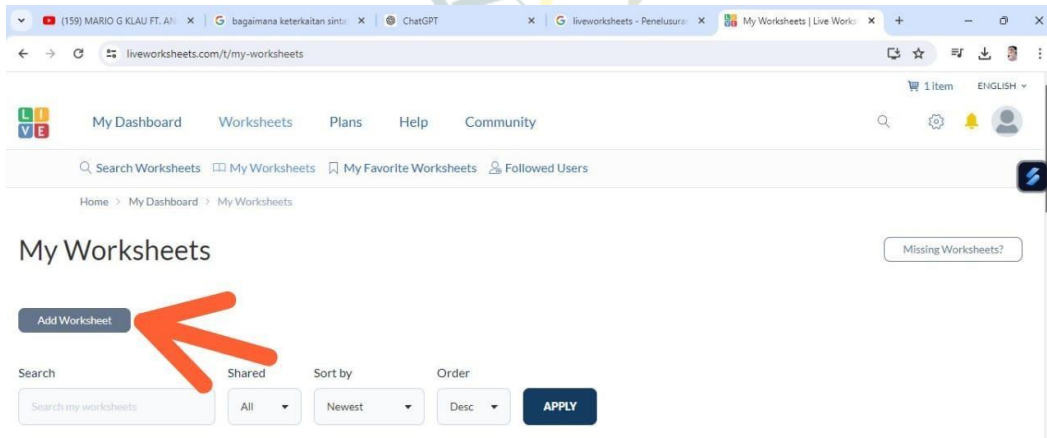 (159) MARIO G KLAU FT. AN
bagaimana keterkaitan sinta
ChatGPT
liveworksheets - Penelusuran
My Worksheets | Live Works
liveworksheets.com/t/my-worksheets
1 item ENGLISH
LIVE
My Dashboard Worksheets Plans Help Community
Search Worksheets My Worksheets My Favorite Worksheets Followed Users
Home > My Dashboard > My Worksheets
My Worksheets
Missing Worksheets?
Add Worksheet
Search Shared Sort by Order
Search my worksheets All Newest Desc APPLY